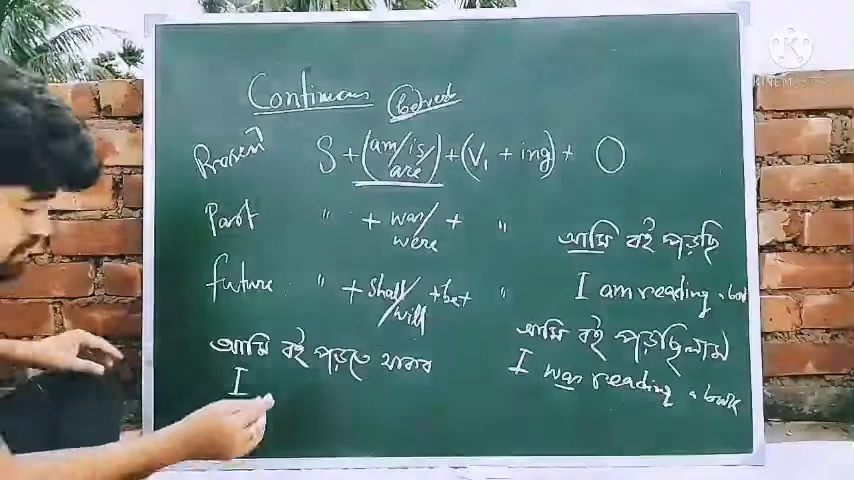 Continuous be verb
Present S + (am/is/are) + (V1 + ing) + O
Past " + was/were + "
future " + shall/will + be + "
আমি বই পড়ছি
I am reading a book
আমি বই পড়ছিলাম
I was reading a book
আমি বই পড়তে থাকব
I
KINEMASTER